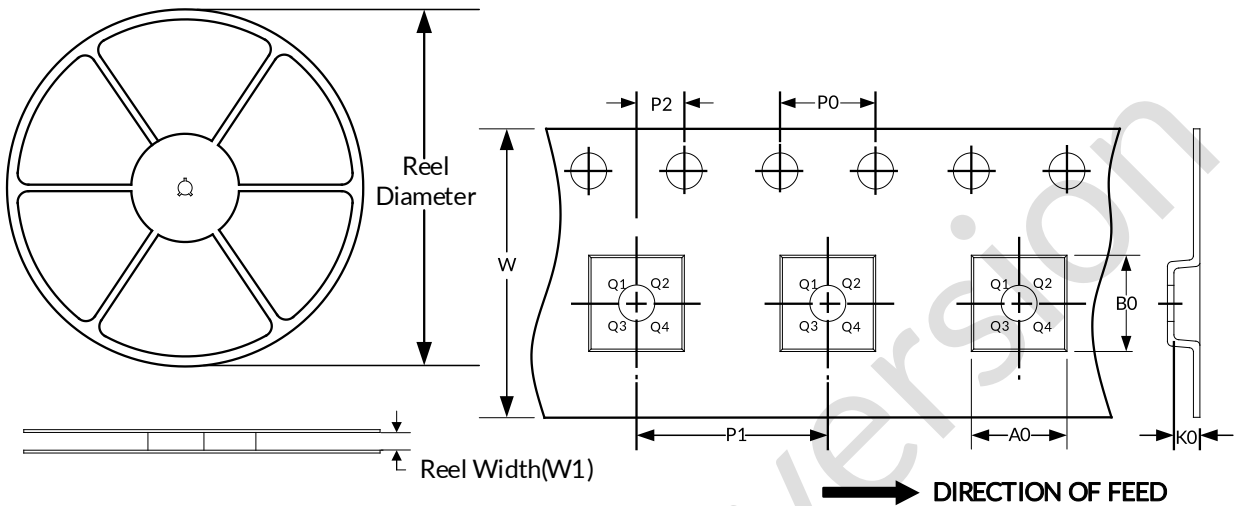 P2
P0
Reel
Diameter
W
Q1 Q2
Q3 Q4
Q1 Q2
Q3 Q4
Q1 Q2
Q3 Q4
B0
P1
A0
K0
Reel Width(W1)
DIRECTION OF FEED
version